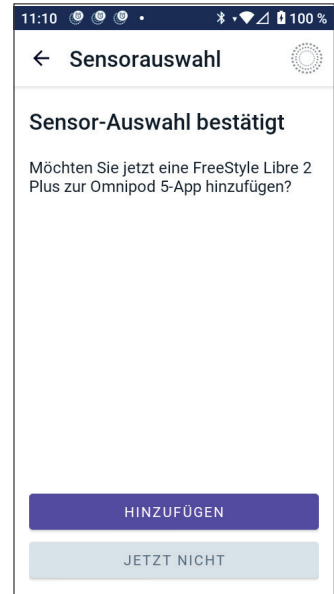 11:10 100 %
Sensorauswahl
Sensor-Auswahl bestätigt
Möchten Sie jetzt eine FreeStyle Libre 2
Plus zur Omnipod 5-App hinzufügen?
HINZUFÜGEN
JETZT NICHT